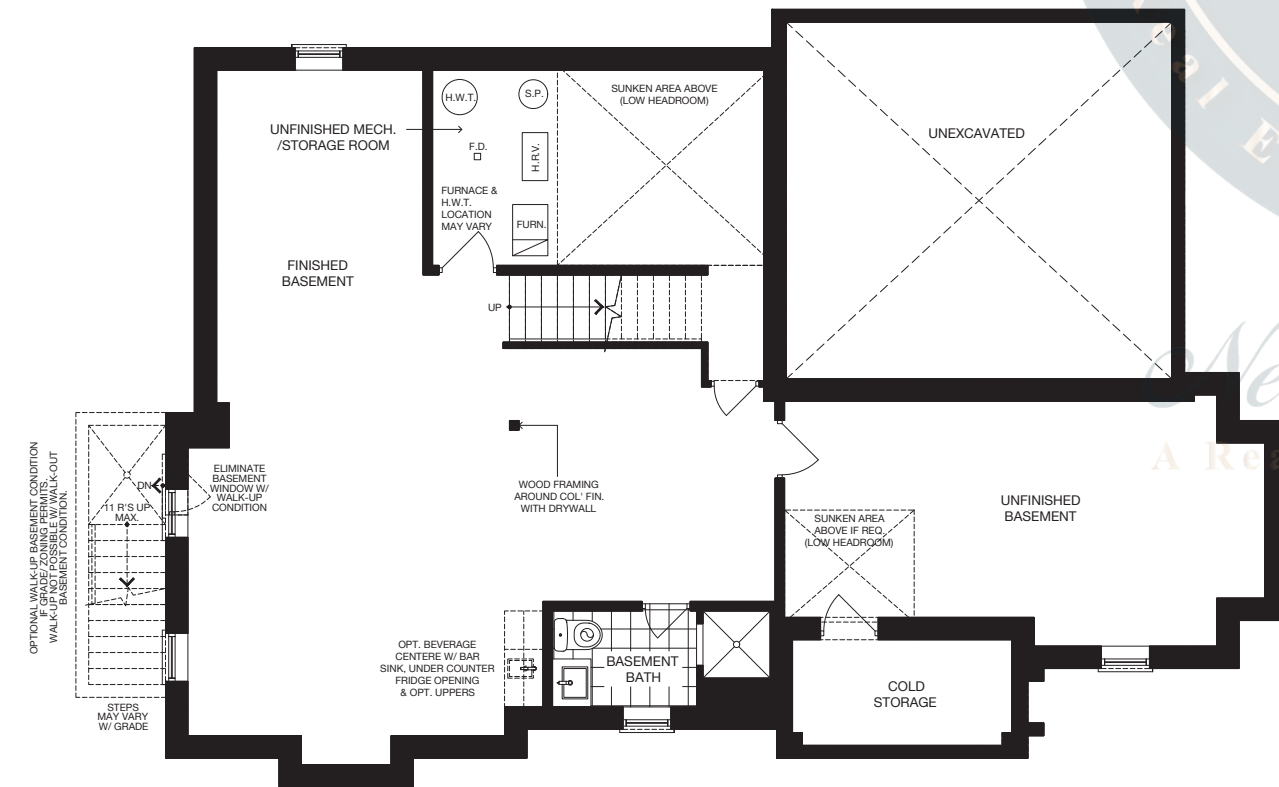 H.W.T.
S.P.
SUNKEN AREA ABOVE
(LOW HEADROOM)
UNFINISHED MECH.
/STORAGE ROOM
F.D.
H.R.V.
FURNACE &
H.W.T.
LOCATION
MAY VARY
FURN.
UNEXCAVATED
FINISHED
BASEMENT
UP
OPTIONAL WALK-UP BASEMENT CONDITION
IF GRADE/ZONING PERMITS.
WALK-UP NOT POSSIBLE W/ WALK-OUT
BASEMENT CONDITION.
DN
11 R'S UP
MAX.
ELIMINATE
BASEMENT
WINDOW W/
WALK-UP
CONDITION
WOOD FRAMING
AROUND COL' FIN.
WITH DRYWALL
SUNKEN AREA
ABOVE IF REQ.
(LOW HEADROOM)
UNFINISHED
BASEMENT
OPT. BEVERAGE
CENTERE W/ BAR
SINK, UNDER COUNTER
FRIDGE OPENING
& OPT. UPPERS
BASEMENT
BATH
COLD
STORAGE
STEPS
MAY VARY
W/ GRADE
eal E
Ne
A Rea